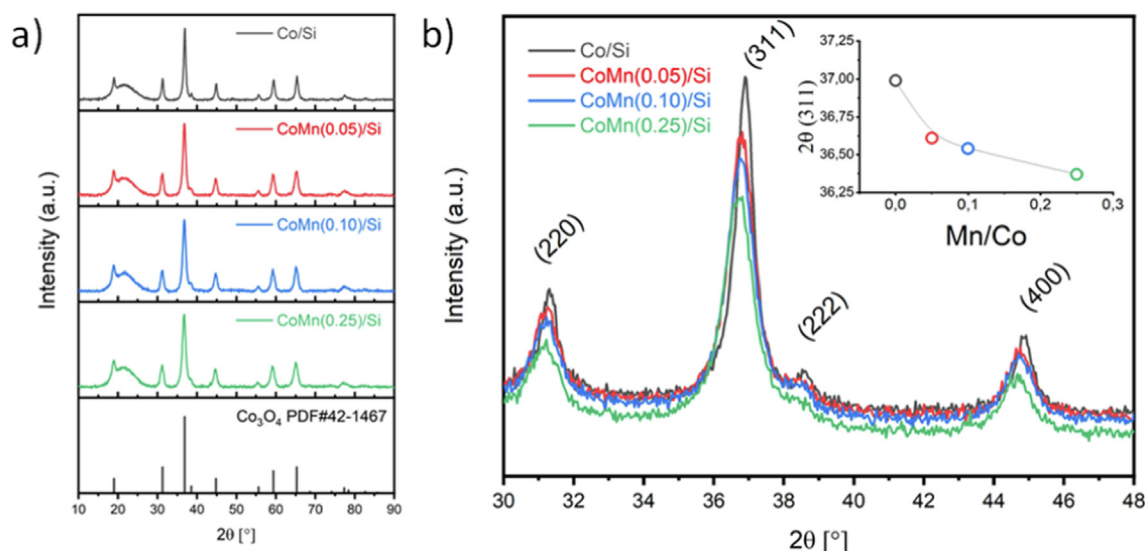 a)
Co/Si
CoMn(0.05)/Si
CoMn(0.10)/Si
CoMn(0.25)/Si
Co₃O₄ PDF#42-1467
Intensity (a.u.)
10 20 30 40 50 60 70 80 90
2θ [°]
b)
Co/Si
CoMn(0.05)/Si
CoMn(0.10)/Si
CoMn(0.25)/Si
(220)
(311)
(222)
(400)
Intensity (a.u.)
30 32 34 36 38 40 42 44 46 48
2θ [°]
37,25
37,00
36,75
36,50
36,25
2θ (311)
0,0 0,1 0,2 0,3
Mn/Co